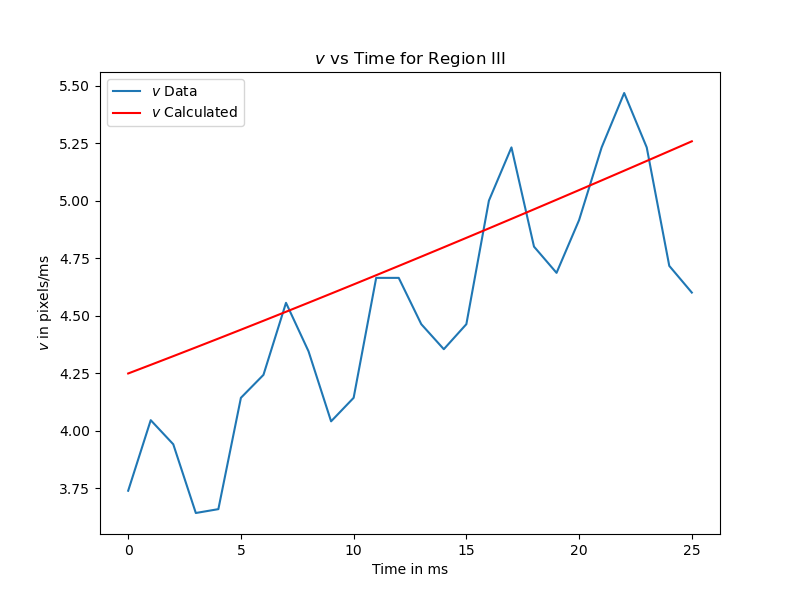 v vs Time for Region III
v Data
v Calculated
5.50
5.25
5.00
4.75
4.50
4.25
4.00
3.75
v in pixels/ms
0 5 10 15 20 25
Time in ms